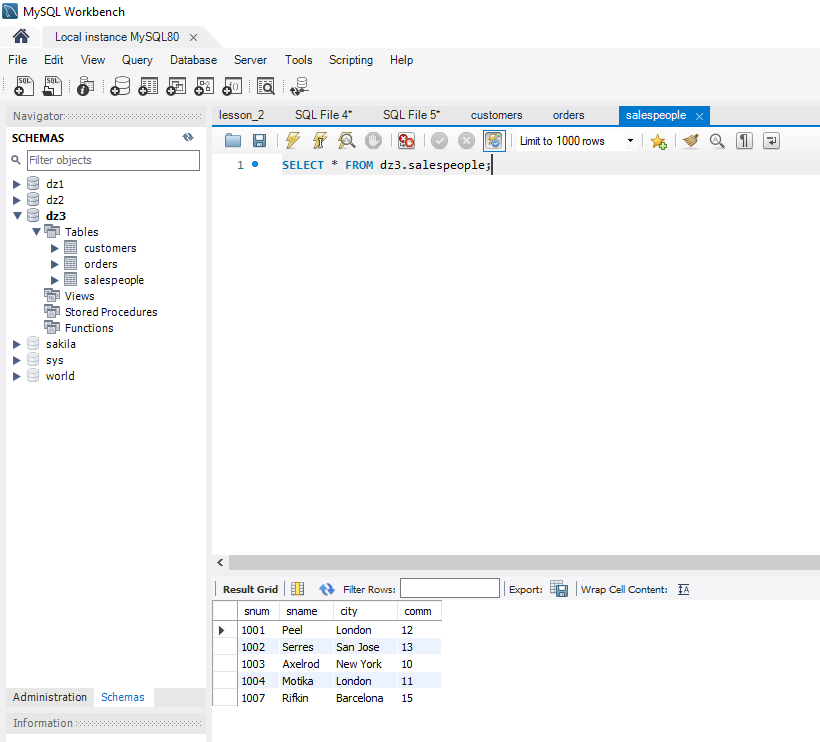 MySQL Workbench
Local instance MySQL80
File Edit View Query Database Server Tools Scripting Help
Navigator
SCHEMAS
Filter objects
dz1
dz2
dz3
Tables
customers
orders
salespeople
Views
Stored Procedures
Functions
sakila
sys
world
Administration Schemas
Information
lesson_2 SQL File 4* SQL File 5* customers orders salespeople
Limit to 1000 rows
1 SELECT * FROM dz3.salespeople;
Result Grid Filter Rows: Export: Wrap Cell Content:
snum sname city comm
1001 Peel London 12
1002 Serres San Jose 13
1003 Axelrod New York 10
1004 Motika London 11
1007 Rifkin Barcelona 15